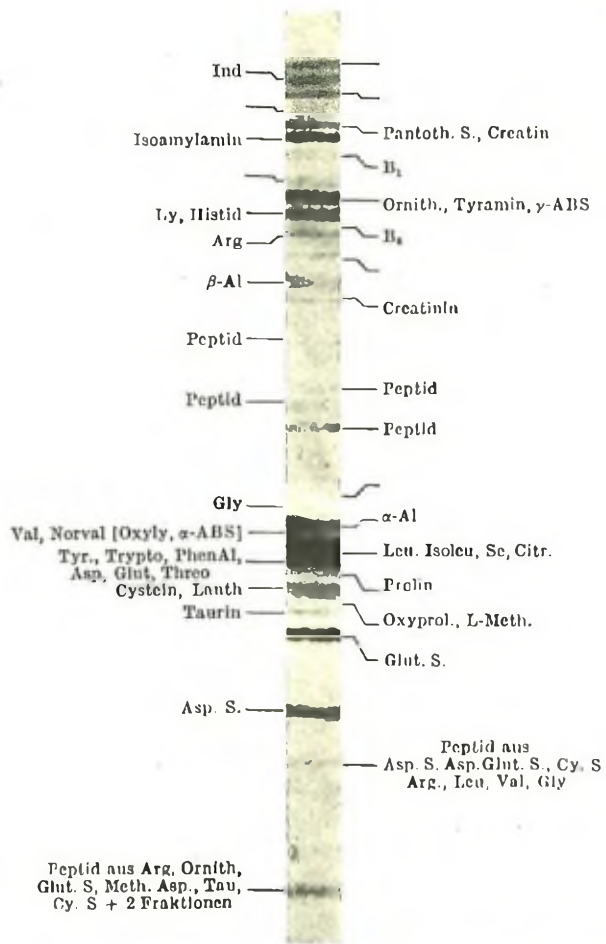 Ind
Pantoth. S., Creatin
Isoamylamin
B₁
Ornith., Tyramin, γ-ABS
Ly, Histid
B₆
Arg
β-Al
Creatinin
Peptid
Peptid
Peptid
Peptid
Gly
α-Al
Val, Norval [Oxyly, α-ABS]
Leu. Isoleu, Se, Citr.
Tyr., Trypto, PhenAl,
Asp, Glut, Threo
Prolin
Cystein, Lanth
Oxyprol., L-Meth.
Taurin
Glut. S.
Asp. S.
Peptid aus
Asp. S. Asp. Glut. S., Cy. S
Arg., Leu, Val, Gly
Peptid aus Arg, Ornith,
Glut. S, Meth. Asp., Tau,
Cy. S + 2 Fraktionen